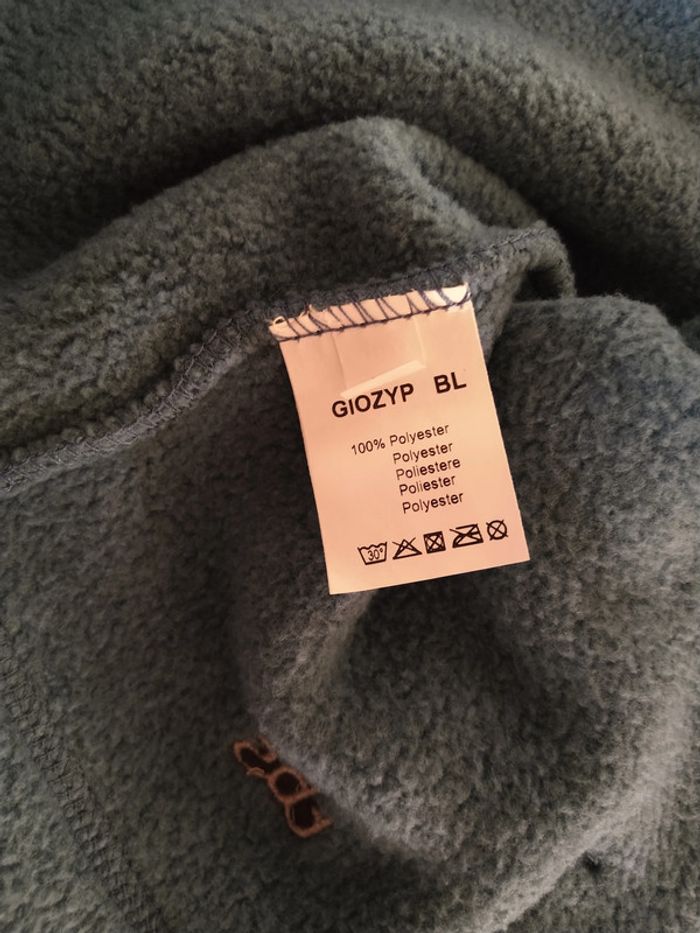 GIOZYP BL
100% Polyester
Polyester
Poliestere
Poliester
Polyester
30°